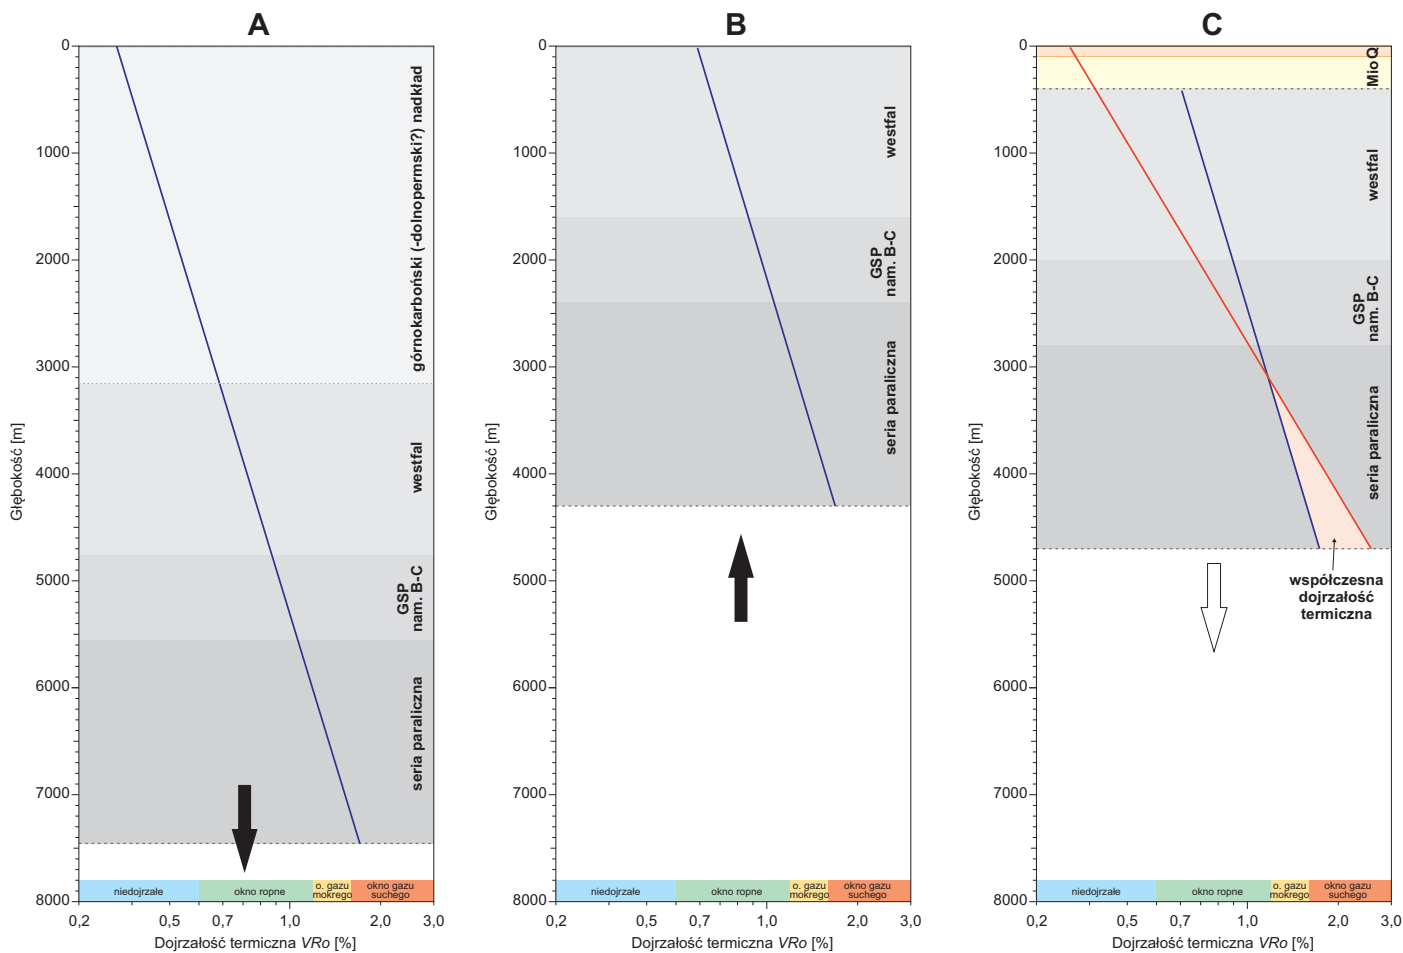 A
0
1000
2000
3000
4000
5000
6000
7000
8000
Głębokość [m]
górnokarboński (-dolnopermski?) nadkład
westfal
GSP
nam. B-C
seria paraliczna
niedojrzałe
okno ropne
o. gazu
mokrego
okno gazu
suchego
0,2
0,5
0,7
1,0
2,0
3,0
Dojrzałość termiczna VRo [%]
B
0
1000
2000
3000
4000
5000
6000
7000
8000
Głębokość [m]
westfal
GSP
nam. B-C
seria paraliczna
niedojrzałe
okno ropne
o. gazu
mokrego
okno gazu
suchego
0,2
0,5
0,7
1,0
2,0
3,0
Dojrzałość termiczna VRo [%]
C
0
1000
2000
3000
4000
5000
6000
7000
8000
Głębokość [m]
Q
Mio
westfal
GSP
nam. B-C
seria paraliczna
współczesna
dojrzałość
termiczna
niedojrzałe
okno ropne
o. gazu
mokrego
okno gazu
suchego
0,2
0,5
0,7
1,0
2,0
3,0
Dojrzałość termiczna VRo [%]